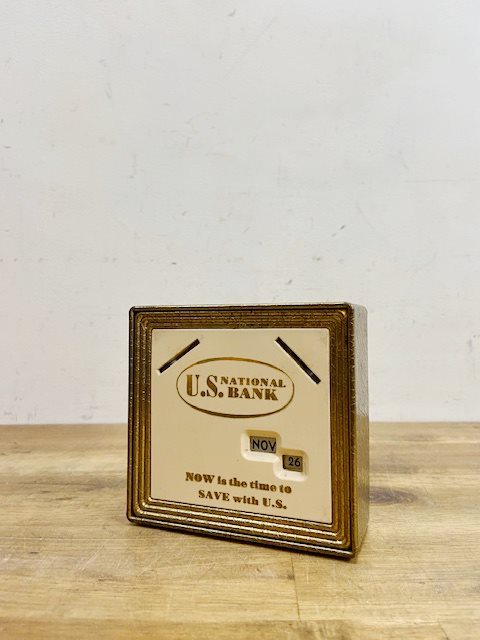 U.S. NATIONAL
BANK
NOV
26
NOW is the time to
SAVE with U.S.